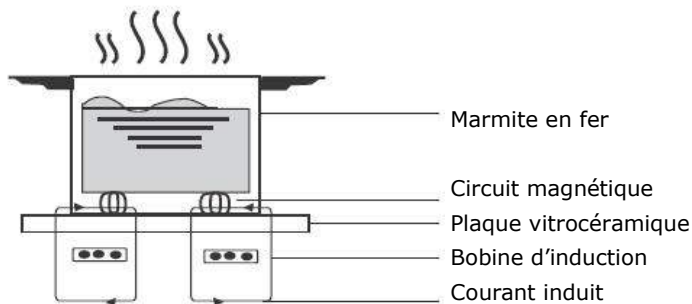 Marmite en fer
Circuit magnétique
Plaque vitrocéramique
Bobine d’induction
Courant induit